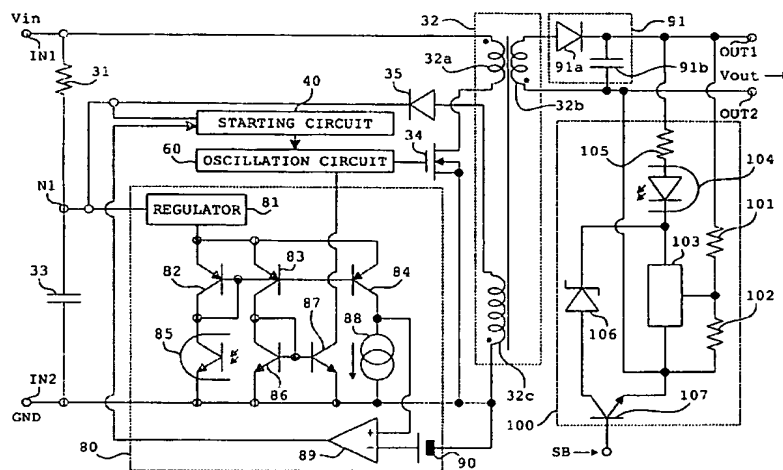 Vin
IN1
31
32
32a
91
OUT1
91a
91b
Vout
35
40
32b
OUT2
STARTING CIRCUIT
34
60
OSCILLATION CIRCUIT
105
104
N1
REGULATOR
81
101
83
103
82
84
33
87
102
85
88
106
86
IN2
32c
GND
107
100
80
+
-
89
90
SB